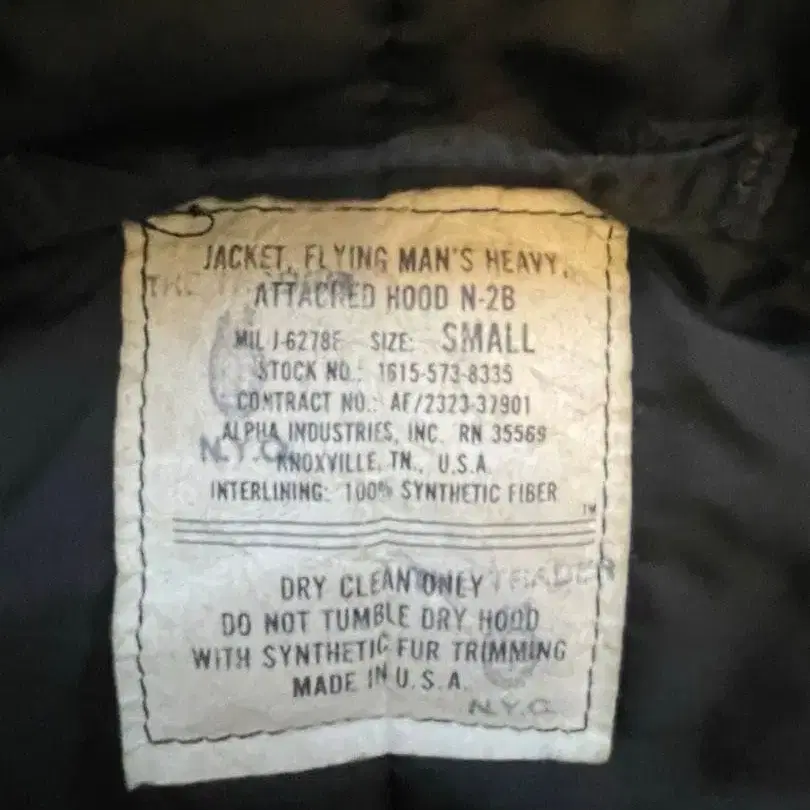 JACKET, FLYING MAN'S HEAVY,
ATTACHED HOOD N-2B
MIL J-6278E SIZE: SMALL
STOCK NO.: 1615-573-8335
CONTRACT NO.: AF/2323-37901
ALPHA INDUSTRIES, INC. RN 35569
N.Y.C.
KNOXVILLE, TN., U.S.A.
INTERLINING: 100% SYNTHETIC FIBER
TM
DRY CLEAN ONLY
TRADER
DO NOT TUMBLE DRY HOOD
WITH SYNTHETIC FUR TRIMMING
MADE IN U.S.A.
N.Y.C.